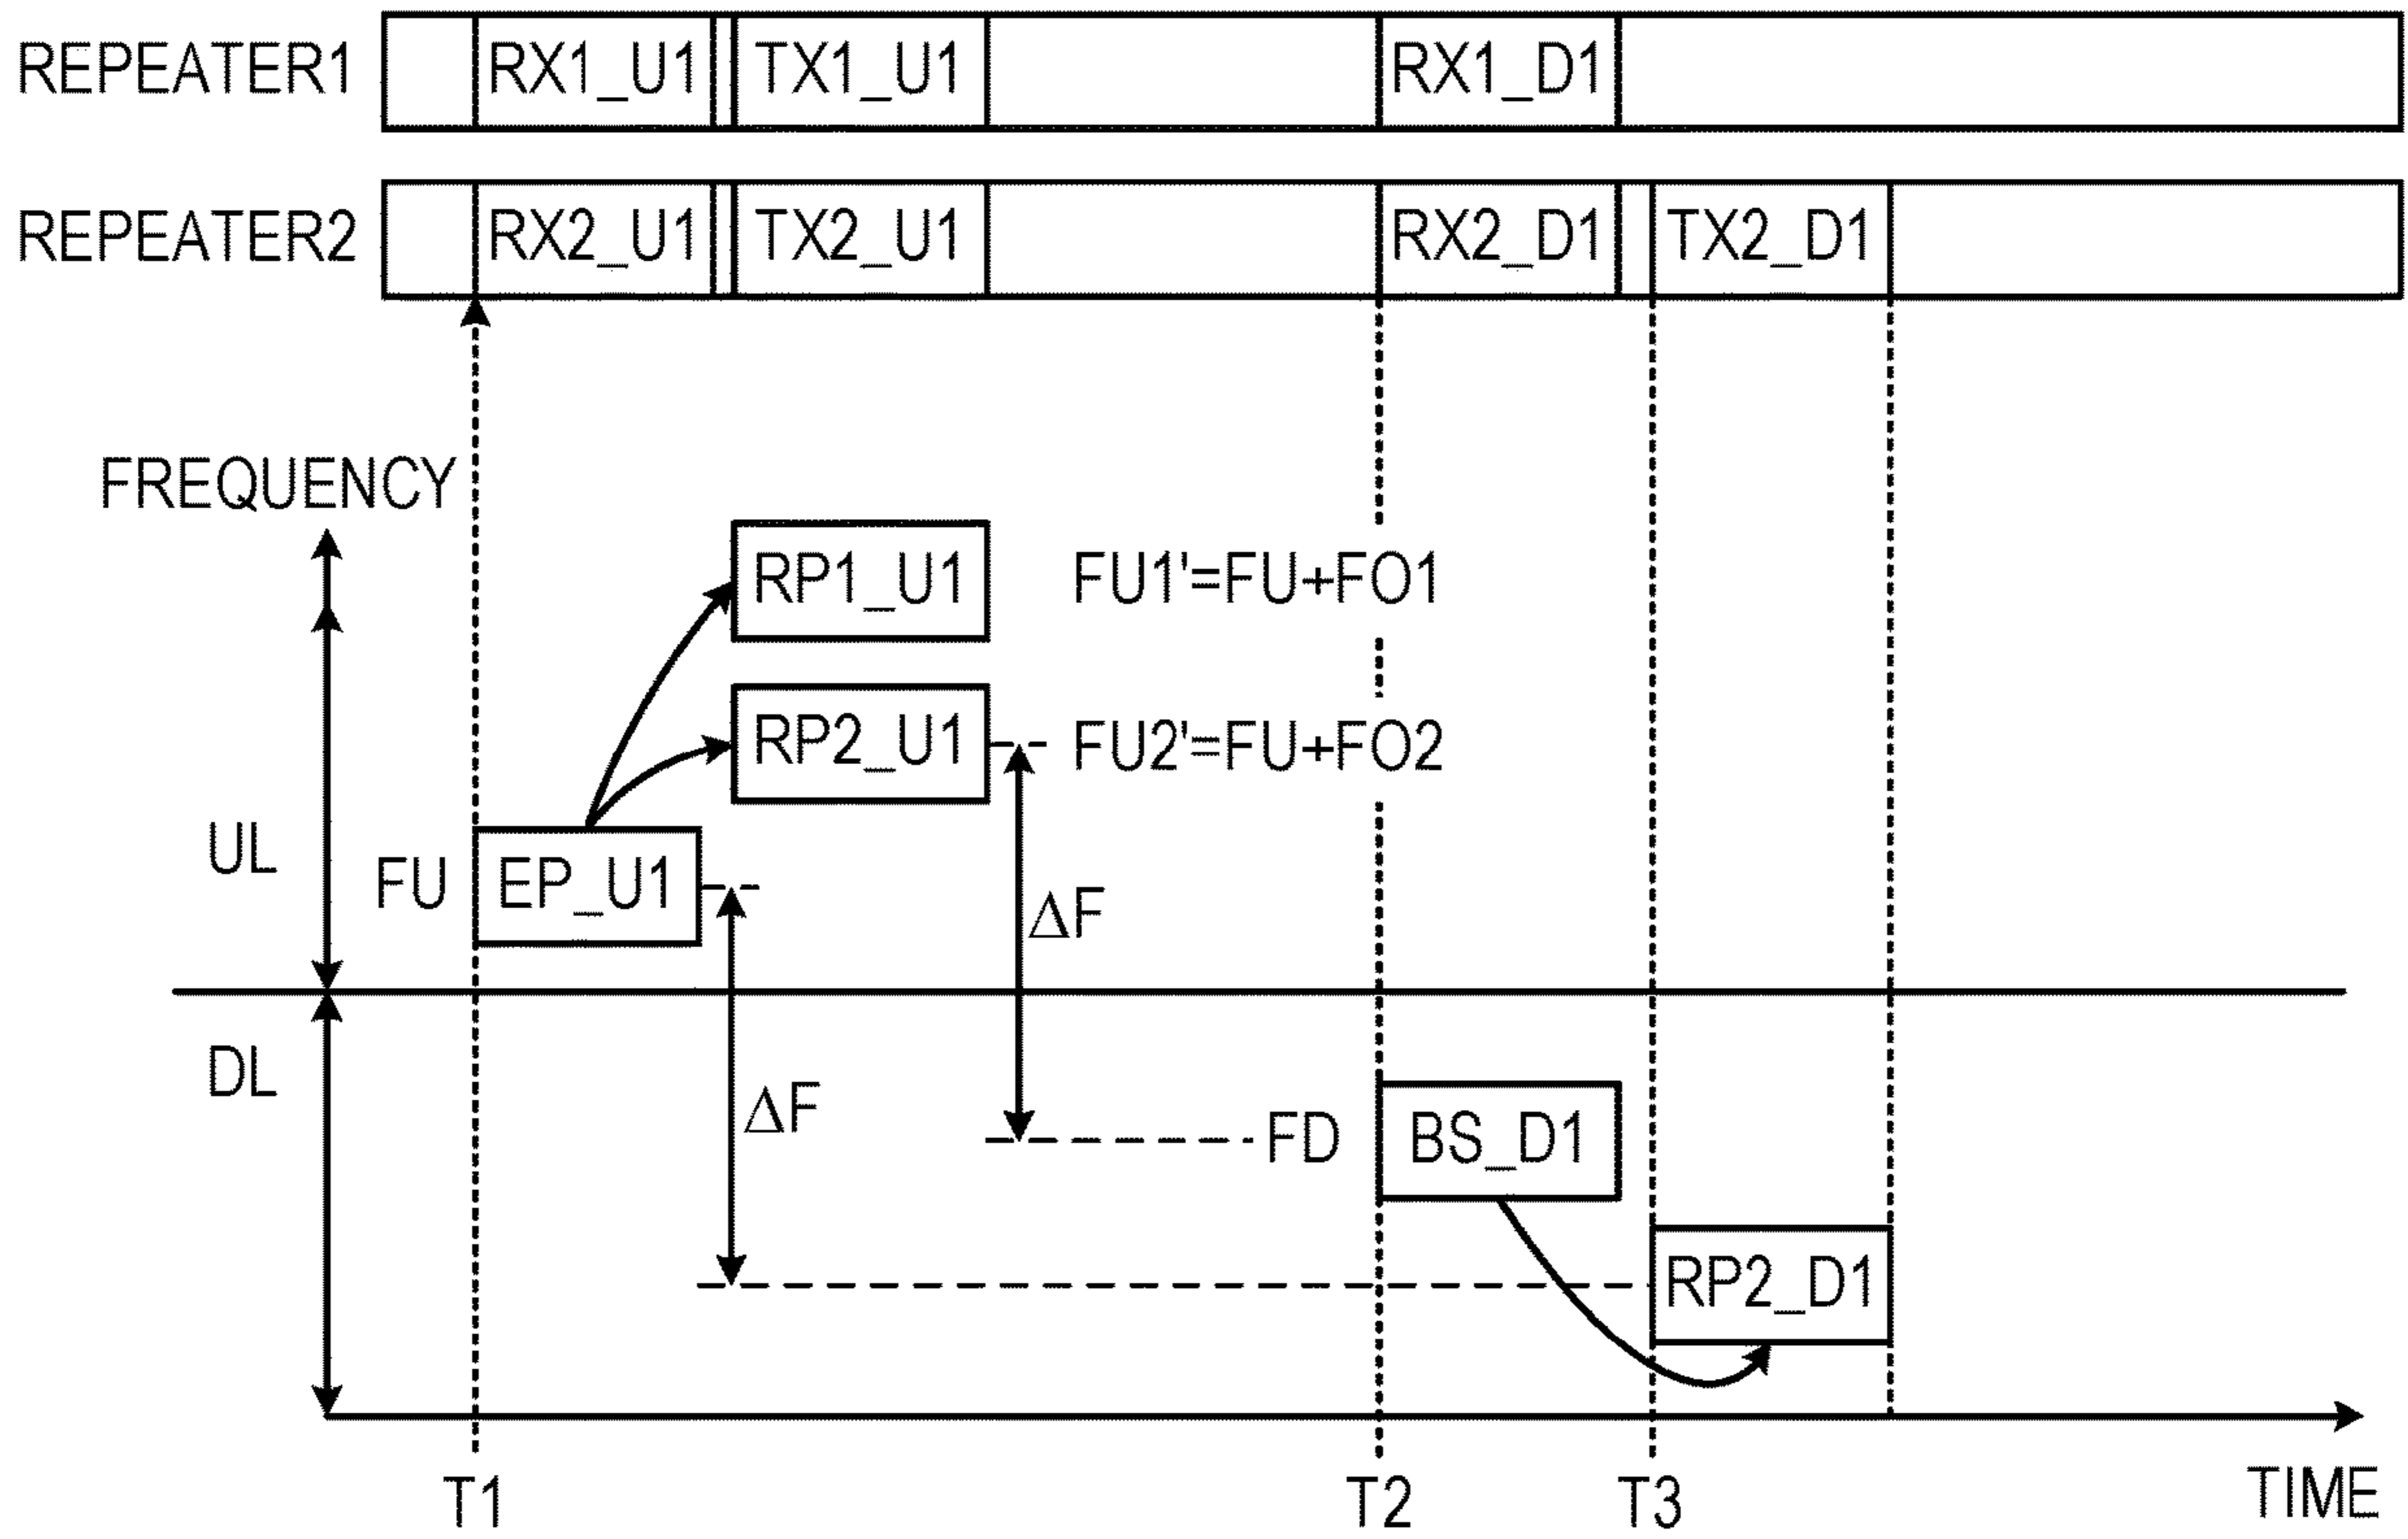 REPEATER1 RX1_U1 TX1_U1 RX1_D1
REPEATER2 RX2_U1 TX2_U1 RX2_D1 TX2_D1
FREQUENCY
RP1_U1 FU1'=FU+FO1
RP2_U1 FU2'=FU+FO2
UL FU EP_U1 ΔF
DL ΔF FD BS_D1
RP2_D1
T1 T2 T3 TIME